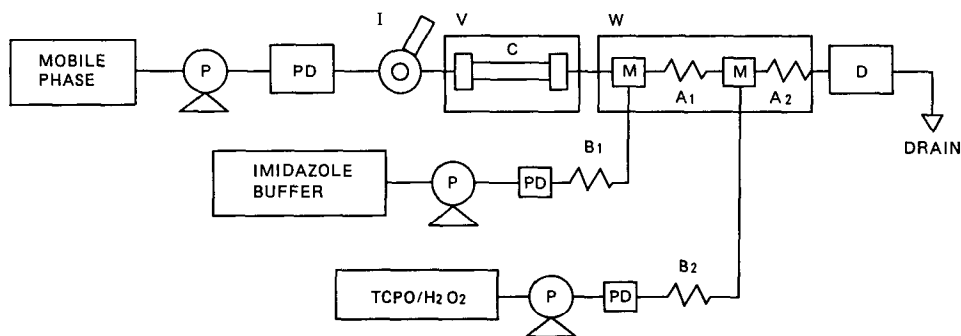 I
V
W
MOBILE
PHASE
P
PD
C
M
A1
M
A2
D
DRAIN
IMIDAZOLE
BUFFER
P
PD
B1
TCPO/H2O2
P
PD
B2